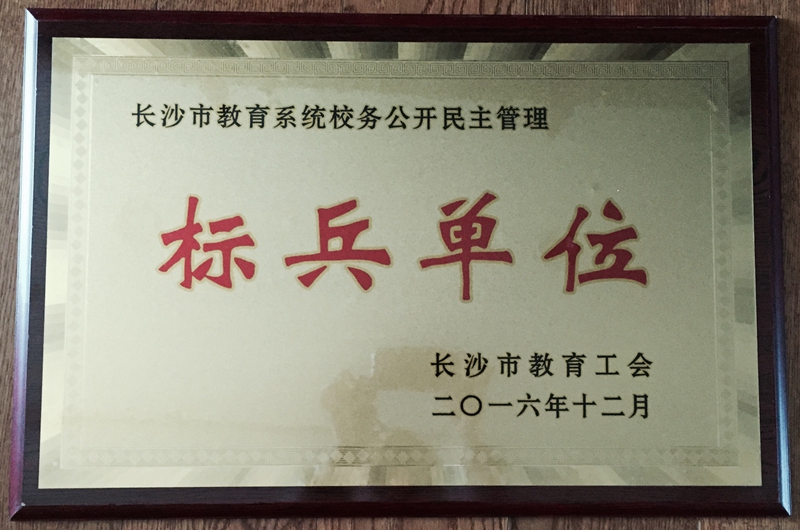 长沙市教育系统校务公开民主管理
标兵单位
长沙市教育工会
二〇一六年十二月